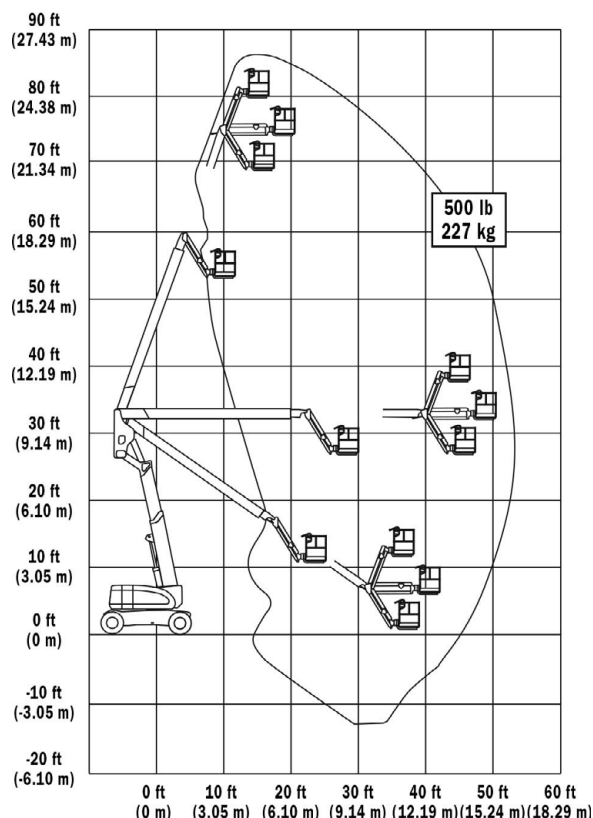 90 ft
(27.43 m)
80 ft
(24.38 m)
70 ft
(21.34 m)
500 lb
227 kg
60 ft
(18.29 m)
50 ft
(15.24 m)
40 ft
(12.19 m)
30 ft
(9.14 m)
20 ft
(6.10 m)
10 ft
(3.05 m)
0 ft
(0 m)
-10 ft
(-3.05 m)
-20 ft
(-6.10 m)
0 ft 10 ft 20 ft 30 ft 40 ft 50 ft 60 ft
(0 m) (3.05 m) (6.10 m) (9.14 m) (12.19 m) (15.24 m) (18.29 m)